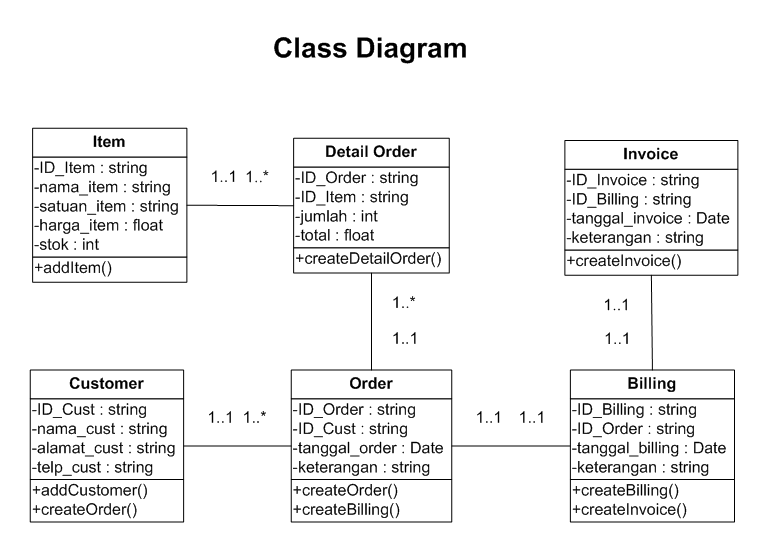 Class Diagram
Item
-ID_Item : string
-nama_item : string
-satuan_item : string
-harga_item : float
-stok : int
+addItem()
1..1 1..*
Detail Order
-ID_Order : string
-ID_Item : string
-jumlah : int
-total : float
+createDetailOrder()
Invoice
-ID_Invoice : string
-ID_Billing : string
-tanggal_invoice : Date
-keterangan : string
+createInvoice()
1..*
1..1
1..1
1..1
Customer
-ID_Cust : string
-nama_cust : string
-alamat_cust : string
-telp_cust : string
+addCustomer()
+createOrder()
1..1 1..*
Order
-ID_Order : string
-ID_Cust : string
-tanggal_order : Date
-keterangan : string
+createOrder()
+createBilling()
1..1 1..1
Billing
-ID_Billing : string
-ID_Order : string
-tanggal_billing : Date
-keterangan : string
+createBilling()
+createInvoice()